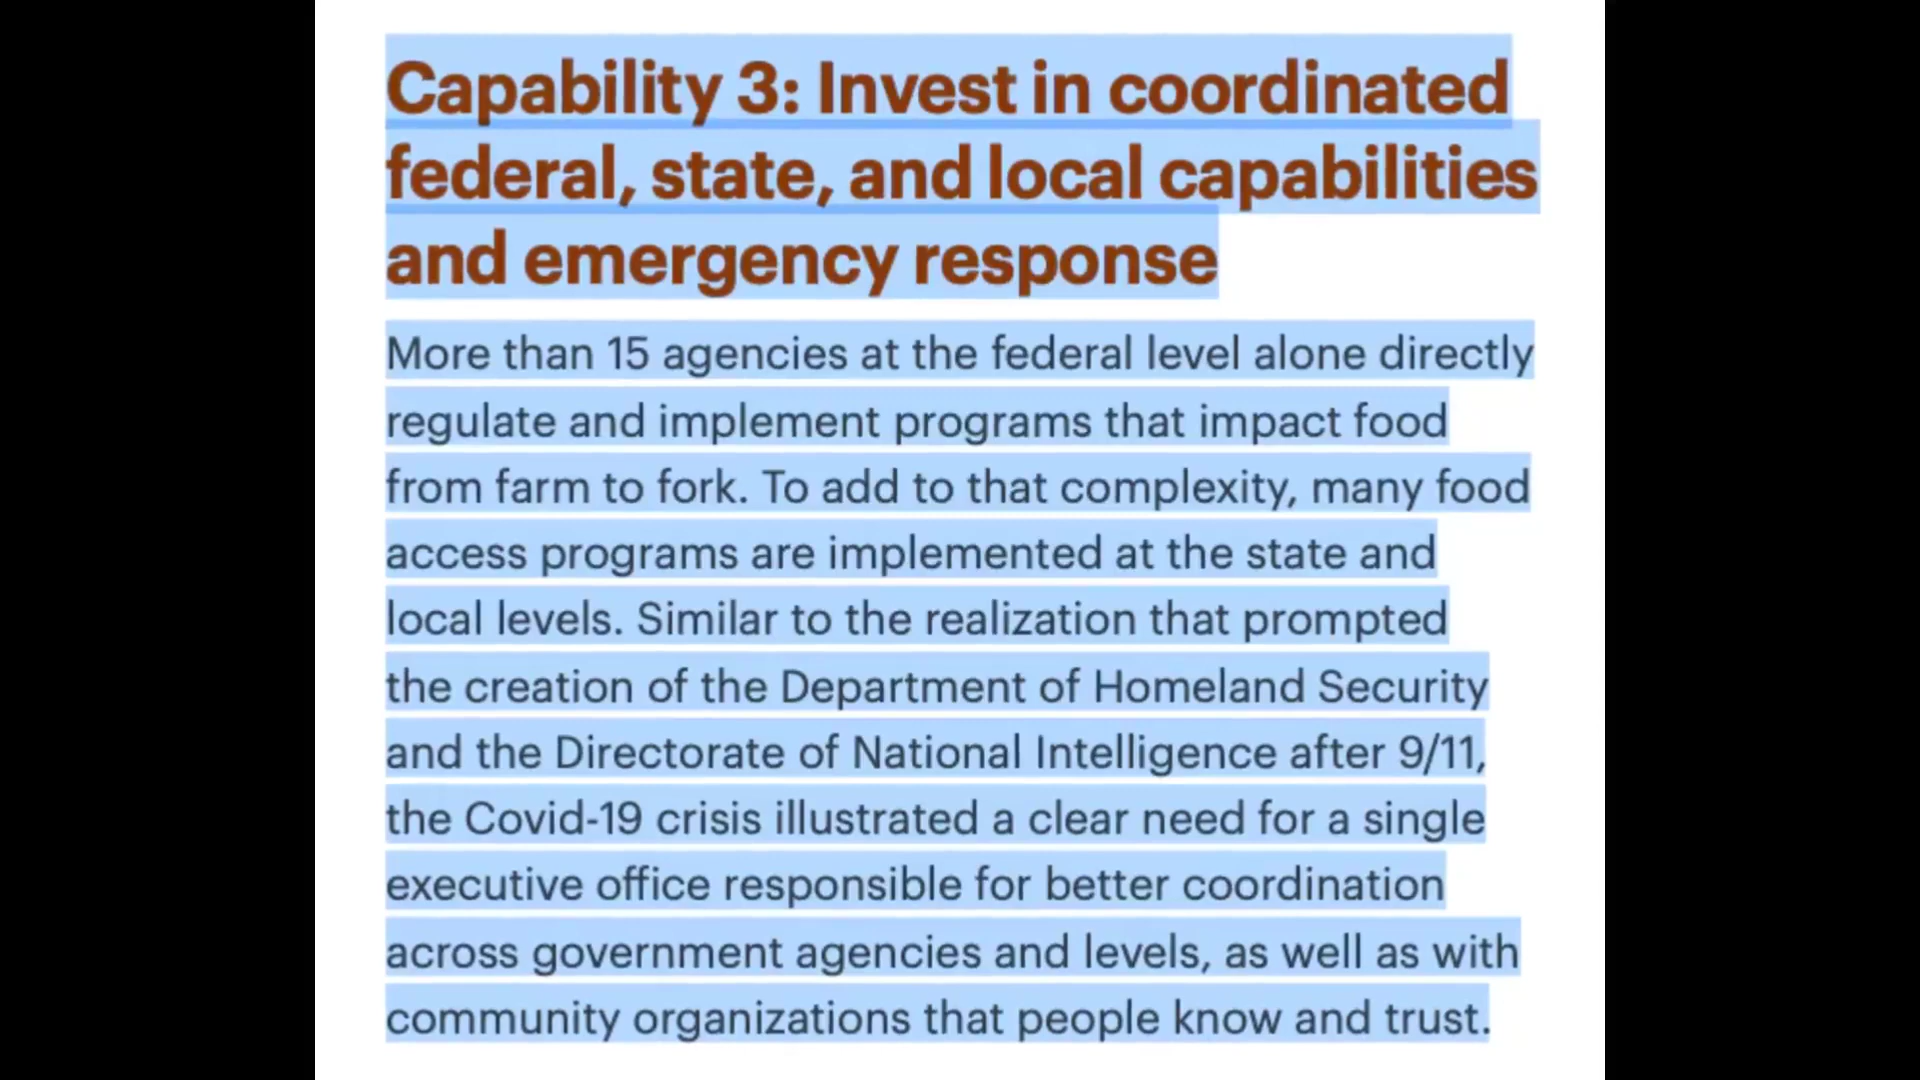 Capability 3: Invest in coordinated
federal, state, and local capabilities
and emergency response
More than 15 agencies at the federal level alone directly
regulate and implement programs that impact food
from farm to fork. To add to that complexity, many food
access programs are implemented at the state and
local levels. Similar to the realization that prompted
the creation of the Department of Homeland Security
and the Directorate of National Intelligence after 9/11,
the Covid-19 crisis illustrated a clear need for a single
executive office responsible for better coordination
across government agencies and levels, as well as with
community organizations that people know and trust.